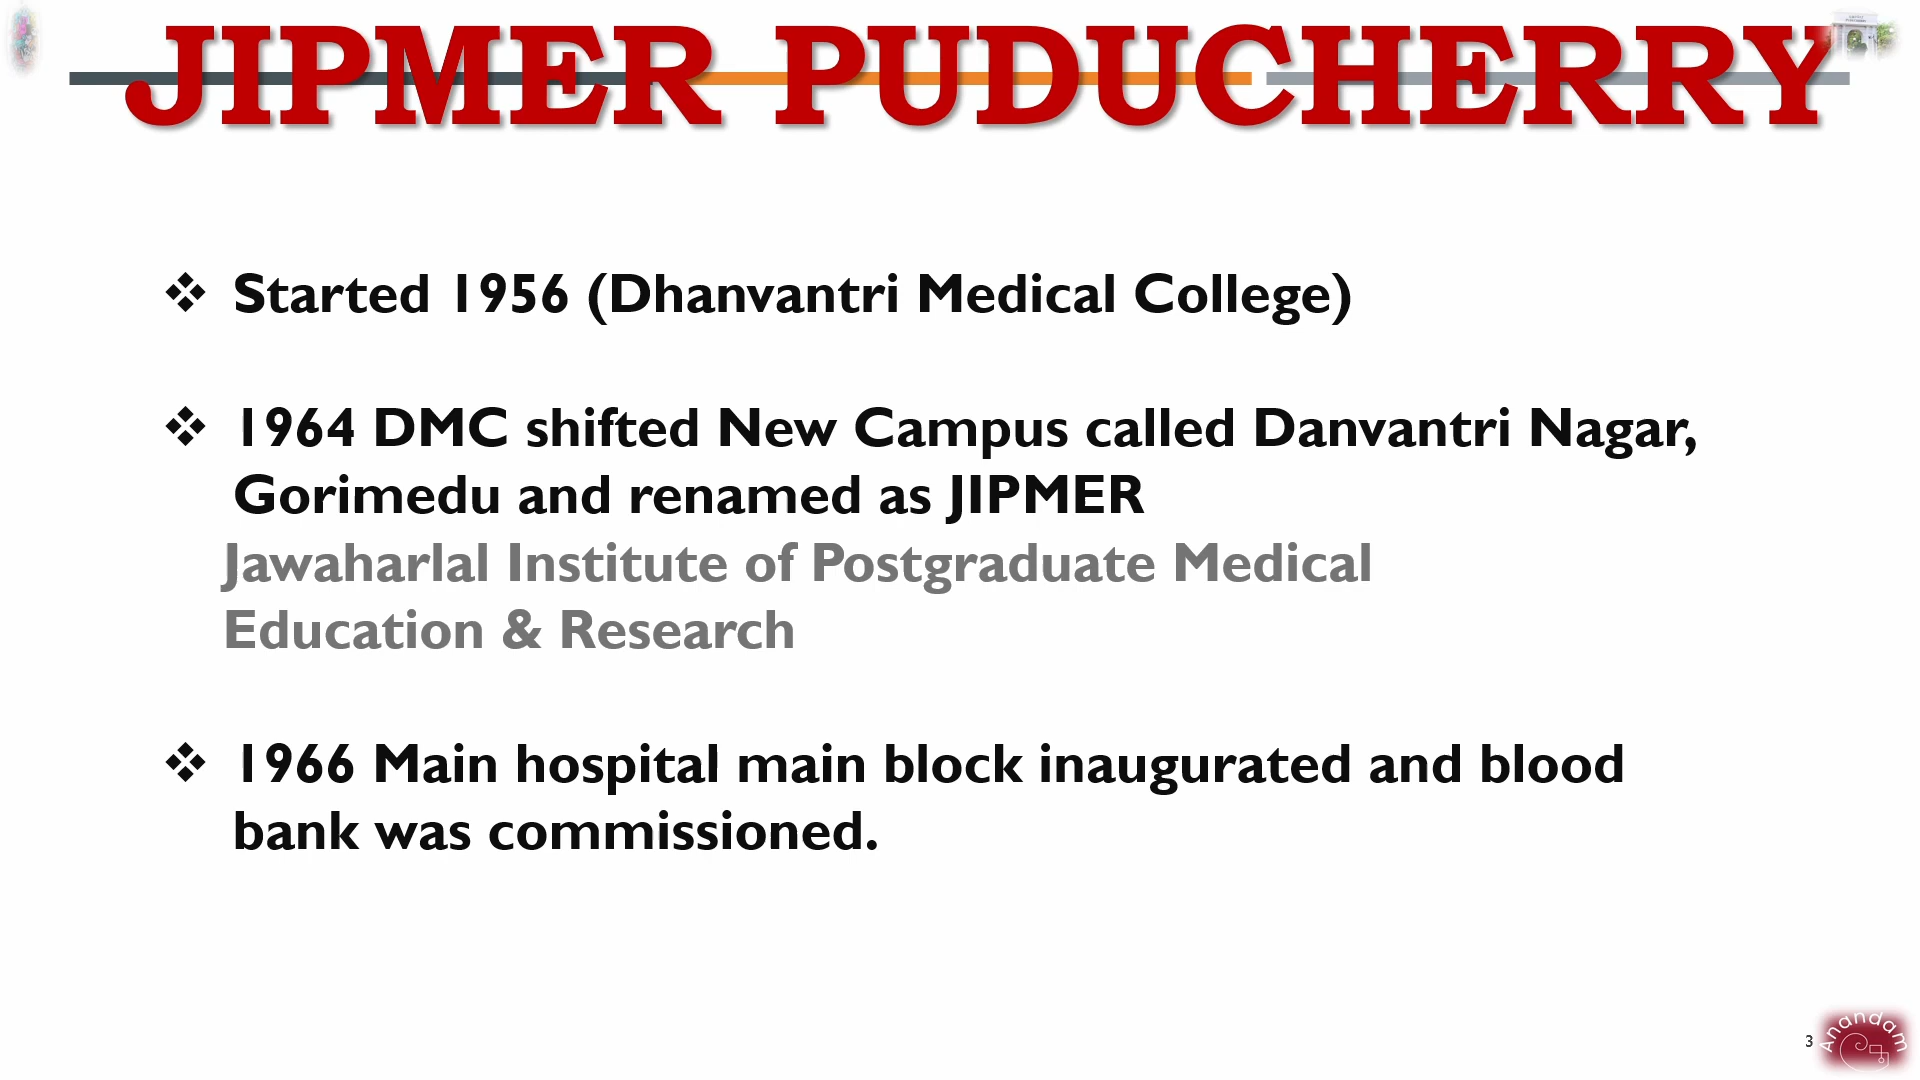 JIPMER PUDUCHERRY
❖ Started 1956 (Dhanvantri Medical College)
❖ 1964 DMC shifted New Campus called Danvantri Nagar,
Gorimedu and renamed as JIPMER
Jawaharlal Institute of Postgraduate Medical
Education & Research
❖ 1966 Main hospital main block inaugurated and blood
bank was commissioned.
3
Anandam